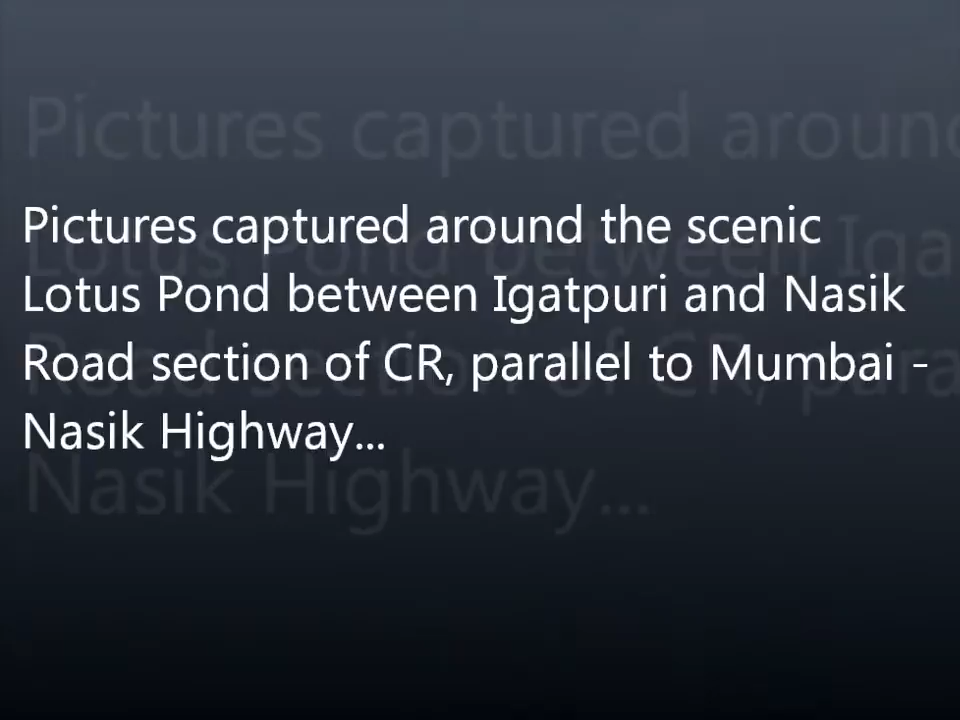 Pictures captured around the scenic
Lotus Pond between Igatpuri and Nasik
Road section of CR, parallel to Mumbai -
Nasik Highway...